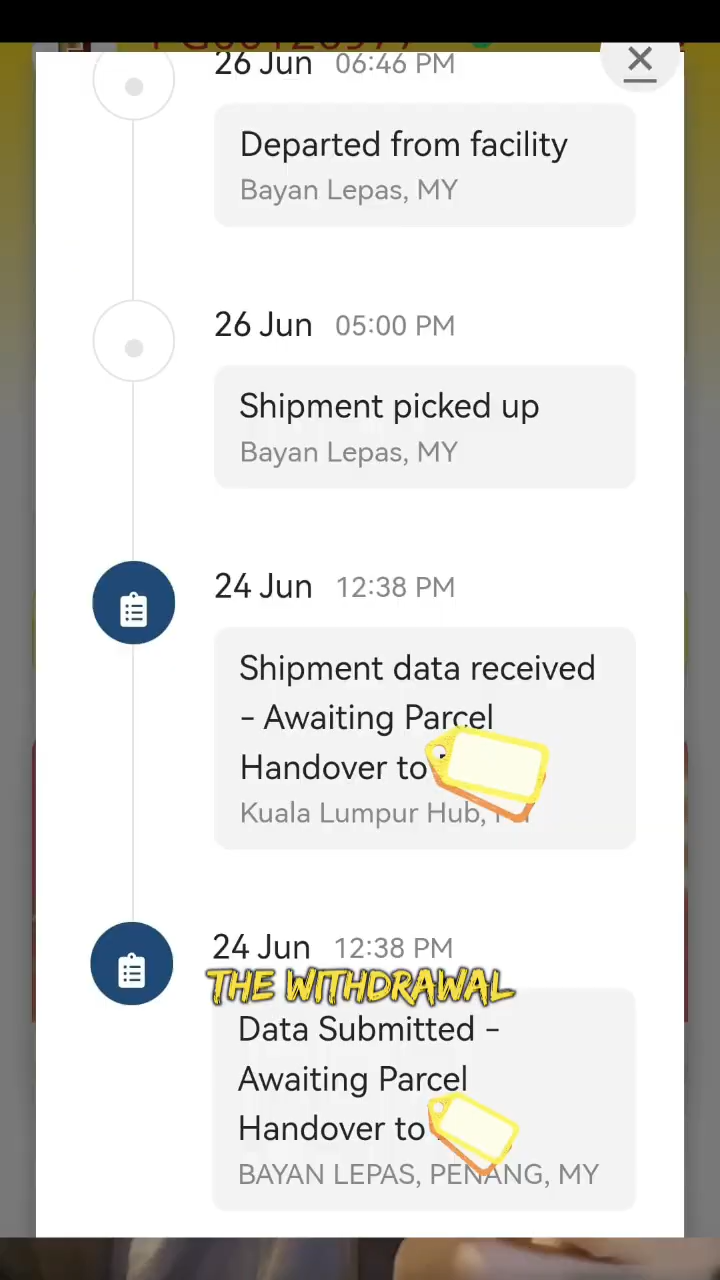 26 Jun 06:46 PM
Departed from facility
Bayan Lepas, MY
26 Jun 05:00 PM
Shipment picked up
Bayan Lepas, MY
24 Jun 12:38 PM
Shipment data received
- Awaiting Parcel
Handover to
Kuala Lumpur Hub,
24 Jun 12:38 PM
THE WITHDRAWAL
Data Submitted -
Awaiting Parcel
Handover to
BAYAN LEPAS, PENANG, MY